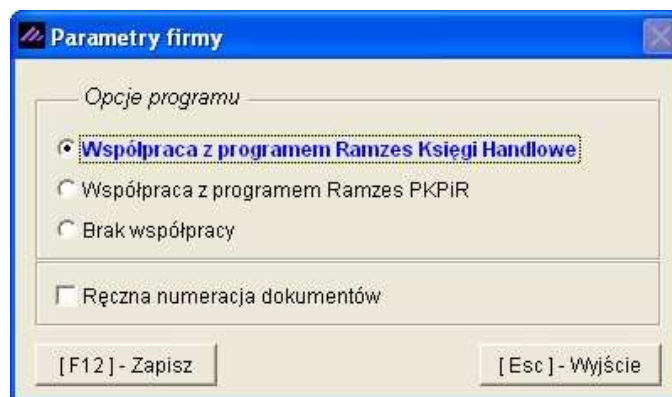 Parametry firmy
Opcje programu
Współpraca z programem Ramzes Księgi Handlowe
Współpraca z programem Ramzes PKPiR
Brak współpracy
Ręczna numeracja dokumentów
[ F12 ] - Zapisz
[ Esc ] - Wyjście